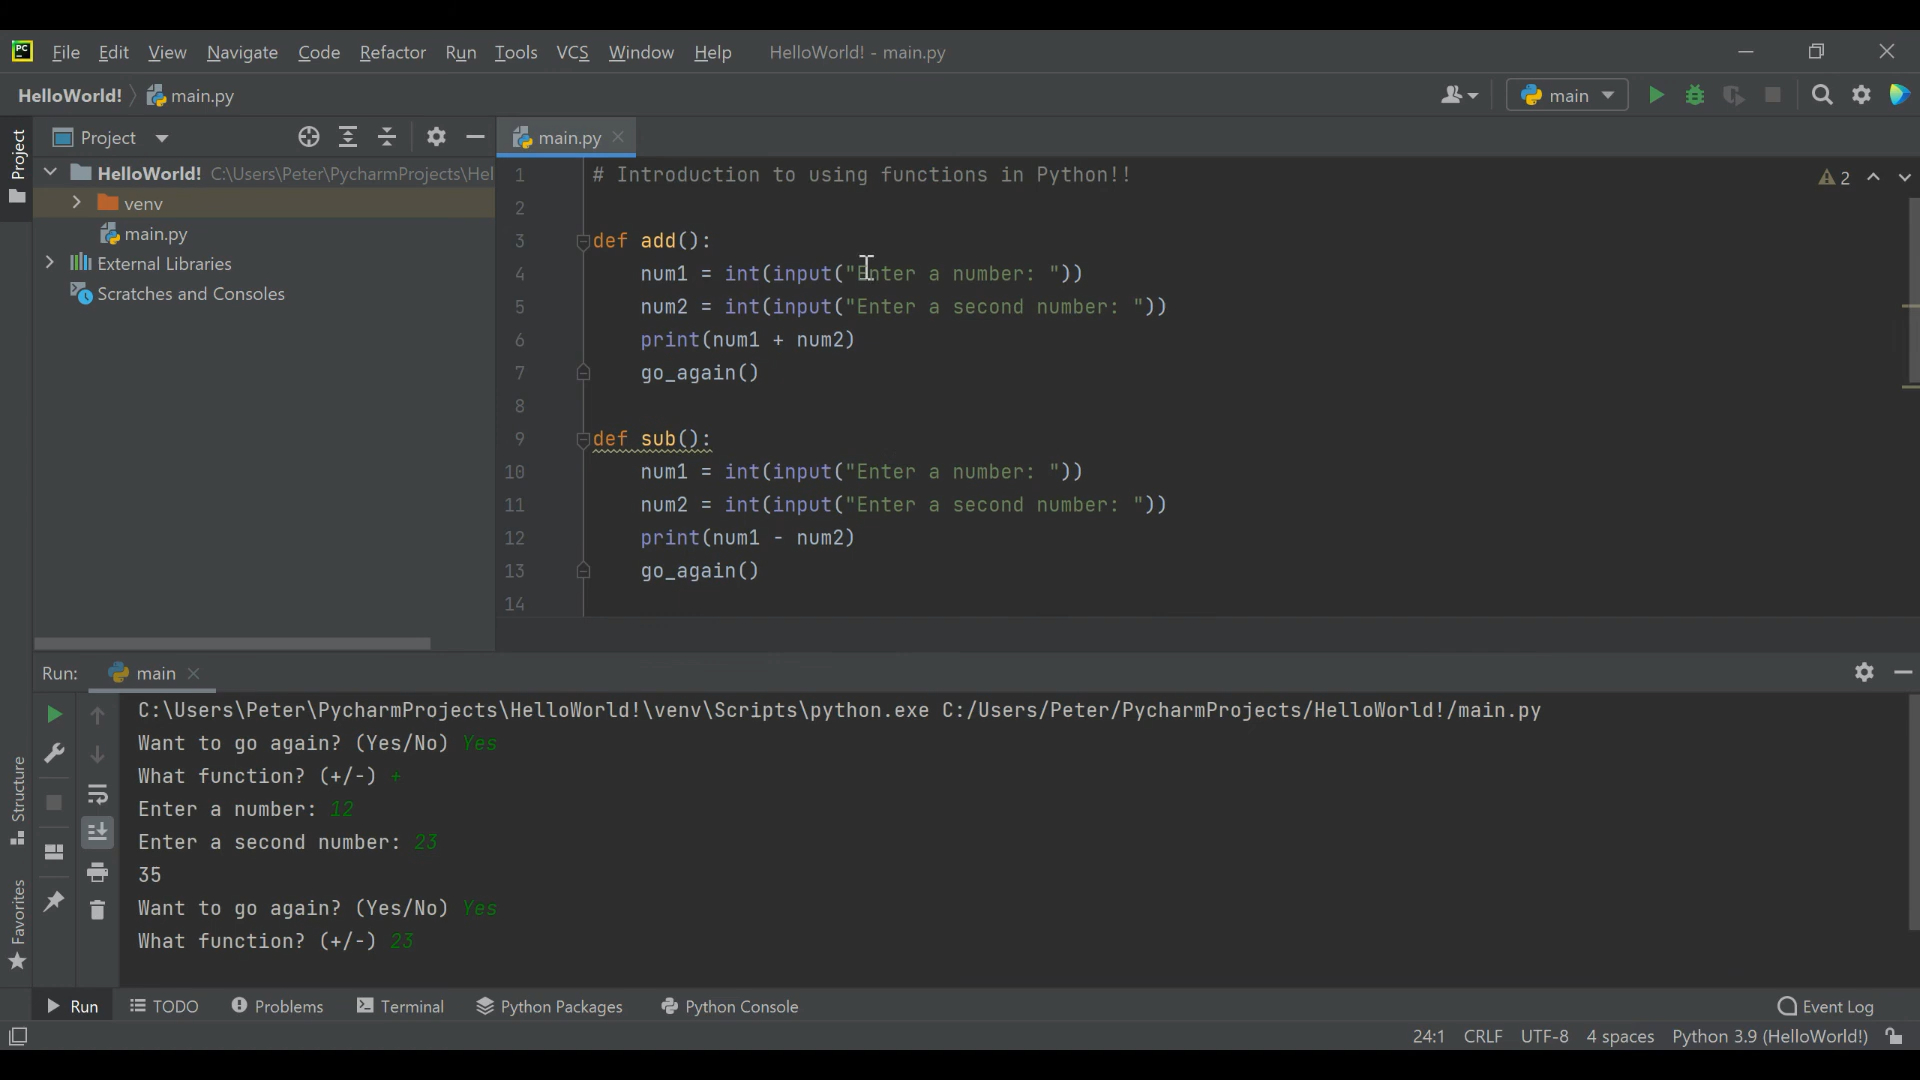 PC File Edit View Navigate Code Refactor Run Tools VCS Window Help HelloWorld! - main.py
HelloWorld! main.py main
Project main.py
Project
HelloWorld! C:\Users\Peter\PycharmProjects\Hel
venv
main.py
External Libraries
Scratches and Consoles
2
1 # Introduction to using functions in Python!!
2
3 def add():
4 num1 = int(input("Enter a number: "))
5 num2 = int(input("Enter a second number: "))
6 print(num1 + num2)
7 go_again()
8
9 def sub():
10 num1 = int(input("Enter a number: "))
11 num2 = int(input("Enter a second number: "))
12 print(num1 - num2)
13 go_again()
14
Run: main
C:\Users\Peter\PycharmProjects\HelloWorld!\venv\Scripts\python.exe C:/Users/Peter/PycharmProjects/HelloWorld!/main.py
Want to go again? (Yes/No) Yes
What function? (+/-) +
Enter a number: 12
Enter a second number: 23
35
Want to go again? (Yes/No) Yes
What function? (+/-) 23
Structure
Favorites
Run TODO Problems Terminal Python Packages Python Console Event Log
24:1 CRLF UTF-8 4 spaces Python 3.9 (HelloWorld!)